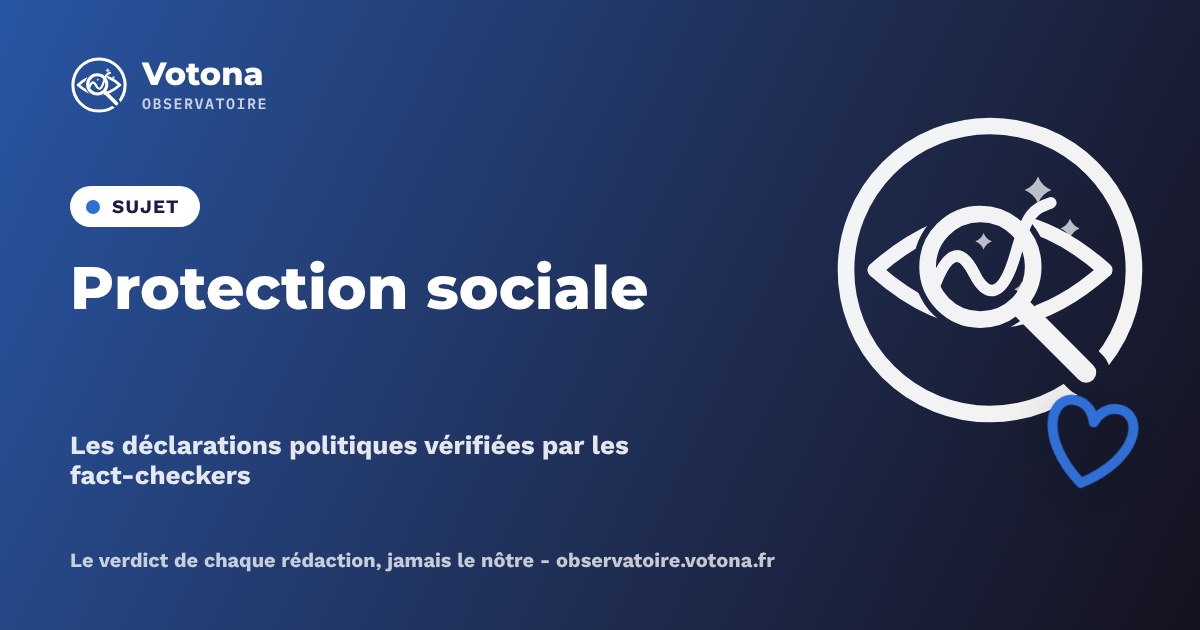 Votona
OBSERVATOIRE
SUJET
Protection sociale
Les déclarations politiques vérifiées par les
fact-checkers
Le verdict de chaque rédaction, jamais le nôtre - observatoire.votona.fr